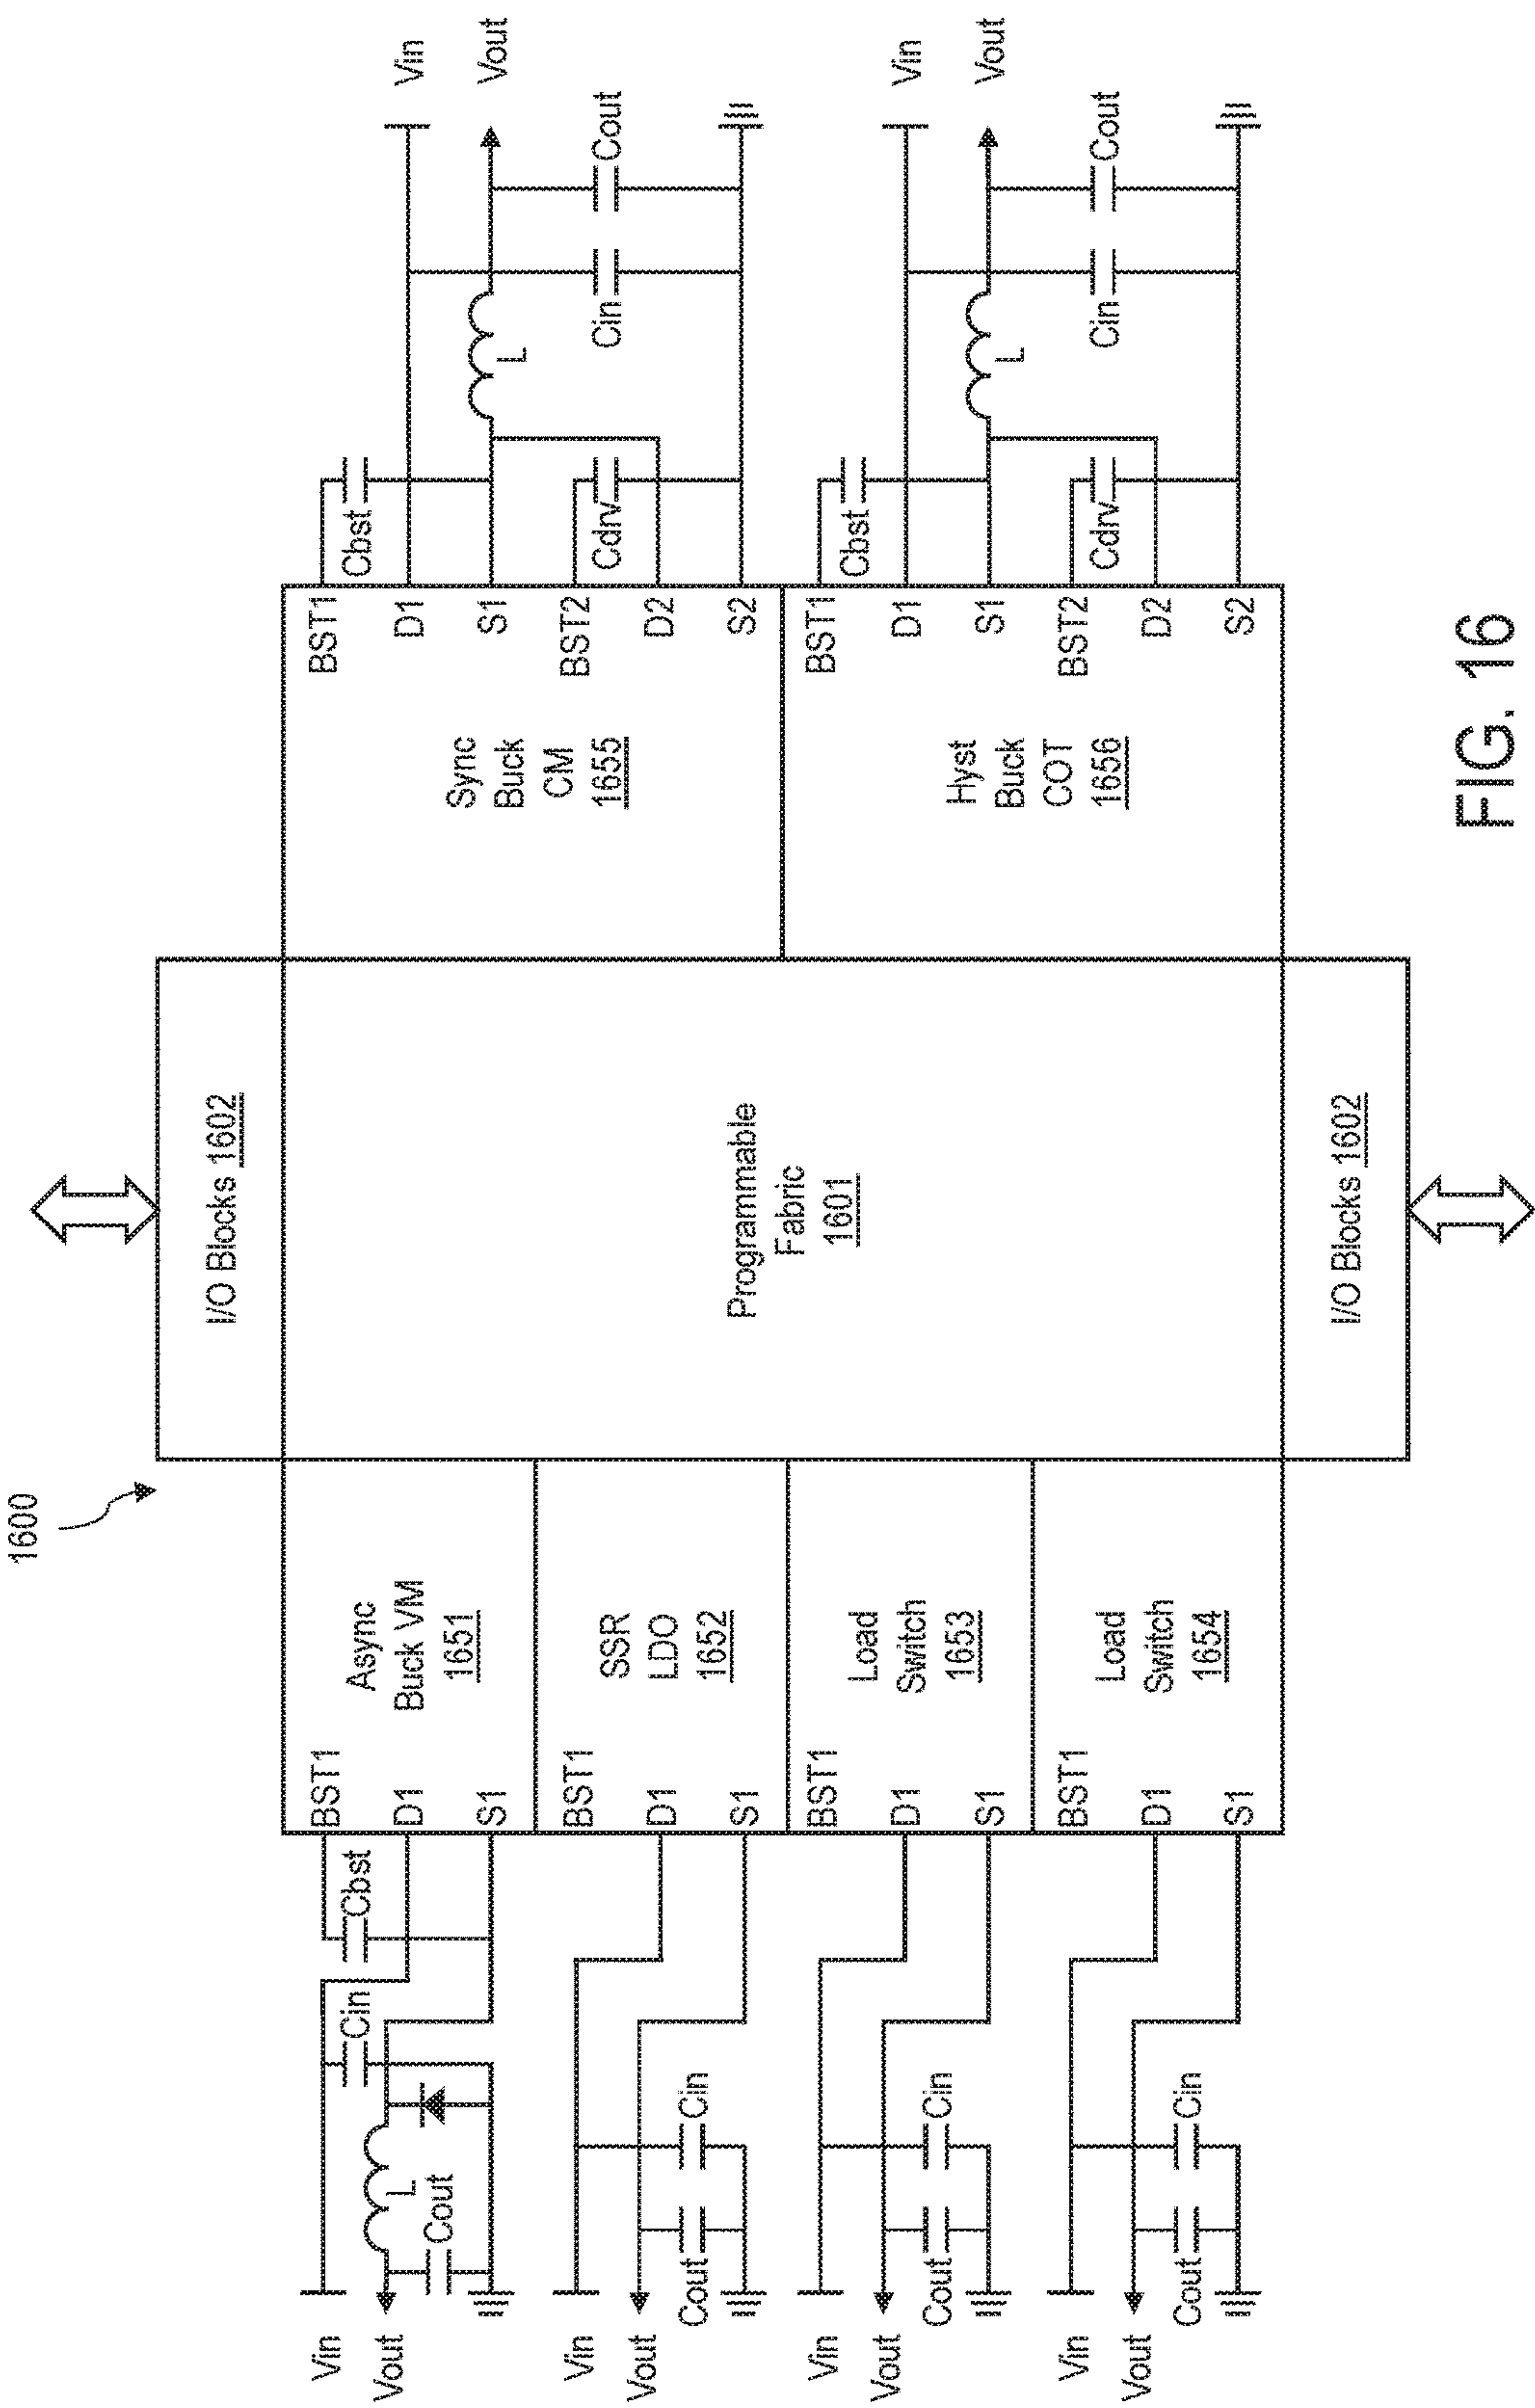 1600
I/O Blocks 1602
Vin
Vout
L
Cout
Cin
Cbst
BST1
D1
S1
Async
Buck VM
1651
Vin
Vout
Cout
Cin
BST1
D1
S1
SSR
LDO
1652
Vin
Vout
Cout
Cin
BST1
D1
S1
Load
Switch
1653
Vin
Vout
Cout
Cin
BST1
D1
S1
Load
Switch
1654
Programmable
Fabric
1601
Sync
Buck
CM
1655
BST1
D1
S1
BST2
D2
S2
Cbst
Cdrv
L
Cin
Cout
Vin
Vout
Hyst
Buck
COT
1656
BST1
D1
S1
BST2
D2
S2
Cbst
Cdrv
L
Cin
Cout
Vin
Vout
I/O Blocks 1602
FIG. 16